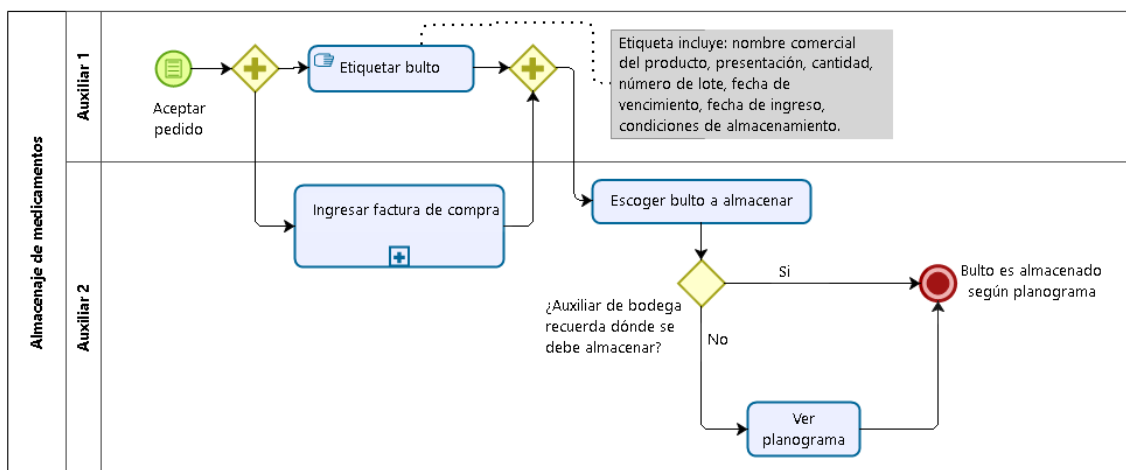 Almacenaje de medicamentos
Auxiliar 1
Aceptar
pedido
Etiquetar bulto
Etiqueta incluye: nombre comercial
del producto, presentación, cantidad,
número de lote, fecha de
vencimiento, fecha de ingreso,
condiciones de almacenamiento.
Auxiliar 2
Ingresar factura de compra
Escoger bulto a almacenar
¿Auxiliar de bodega
recuerda dónde se
debe almacenar?
Si
No
Bulto es almacenado
según planograma
Ver
planograma